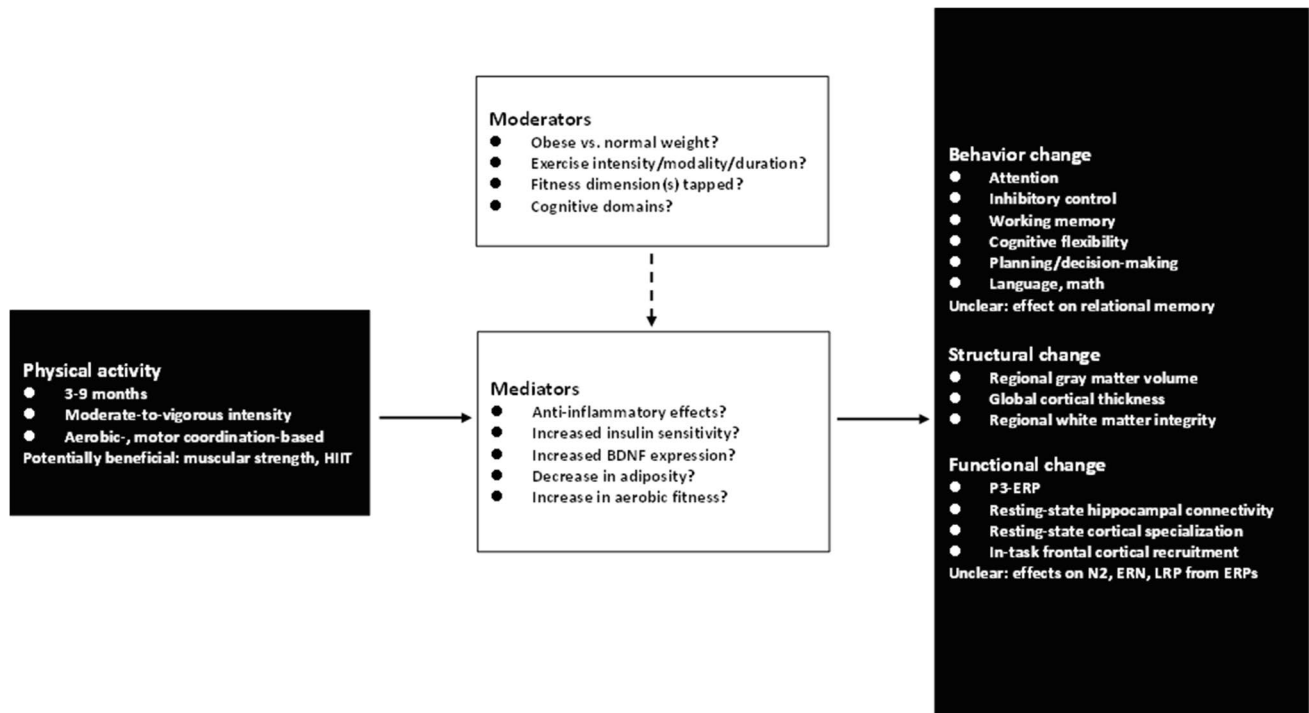 Moderators
● Obese vs. normal weight?
● Exercise intensity/modality/duration?
● Fitness dimension(s) tapped?
● Cognitive domains?
Physical activity
● 3-9 months
● Moderate-to-vigorous intensity
● Aerobic-, motor coordination-based
Potentially beneficial: muscular strength, HIIT
Mediators
● Anti-inflammatory effects?
● Increased insulin sensitivity?
● Increased BDNF expression?
● Decrease in adiposity?
● Increase in aerobic fitness?
Behavior change
● Attention
● Inhibitory control
● Working memory
● Cognitive flexibility
● Planning/decision-making
● Language, math
Unclear: effect on relational memory
Structural change
● Regional gray matter volume
● Global cortical thickness
● Regional white matter integrity
Functional change
● P3-ERP
● Resting-state hippocampal connectivity
● Resting-state cortical specialization
● In-task frontal cortical recruitment
Unclear: effects on N2, ERN, LRP from ERPs